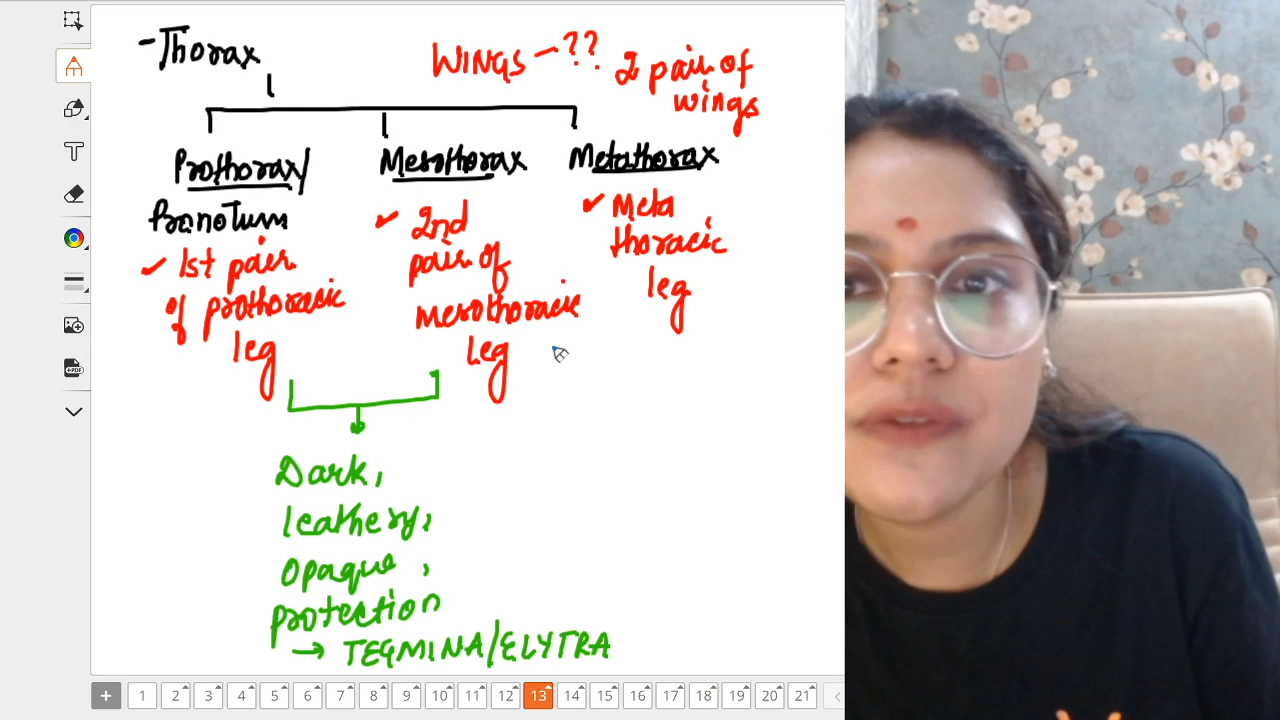 -Thorax
WINGS - ??
2 pair of
wings
Prothorax/
Pronotum
✓ 1st pair
of prothoracic
leg
Mesothorax
✓ 2nd
pair of
mesothoracic
leg
Metathorax
✓ Meta
thoracic
leg
Dark,
leathery,
opaque,
protection
→ TEGMINA/ELYTRA
+ 1 2 3 4 5 6 7 8 9 10 11 12 13 14 15 16 17 18 19 20 21 <